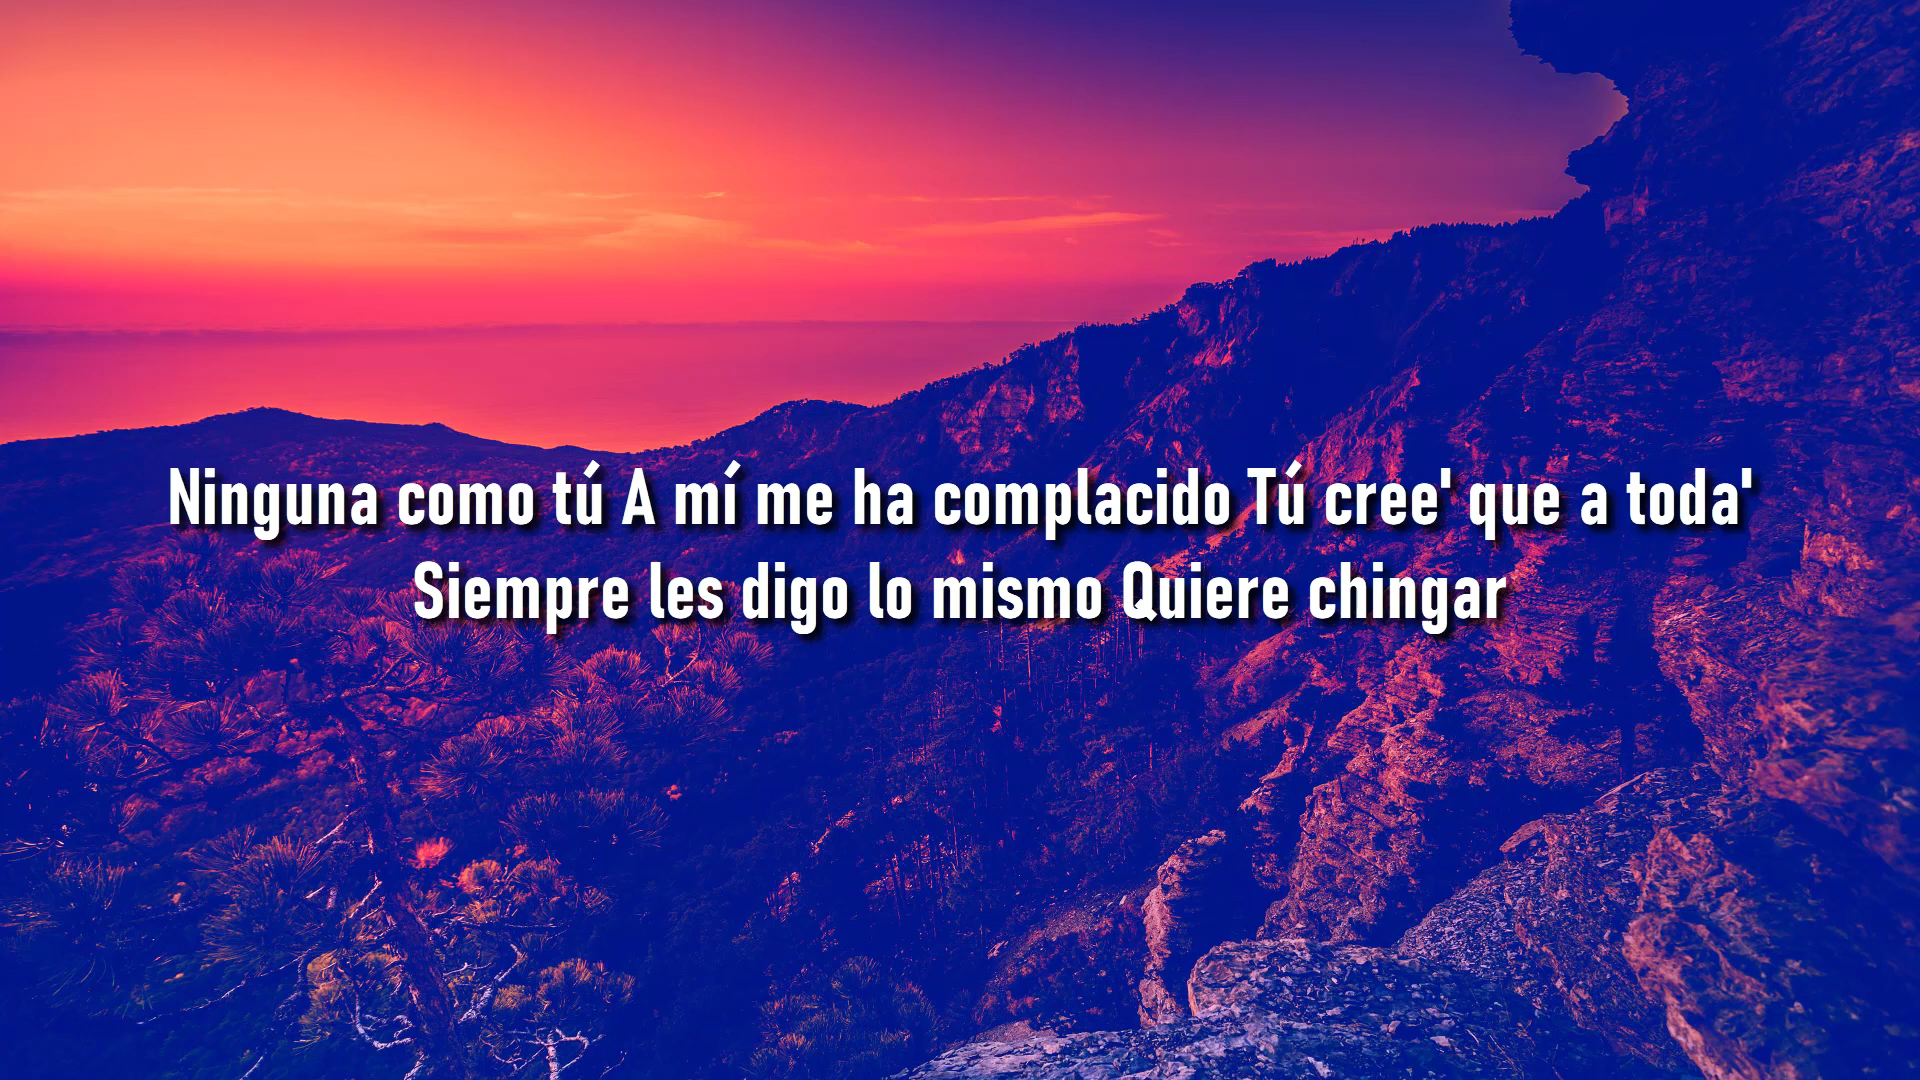 Ninguna como tú A mí me ha complacido Tú cree' que a toda'
Siempre les digo lo mismo Quiere chingar